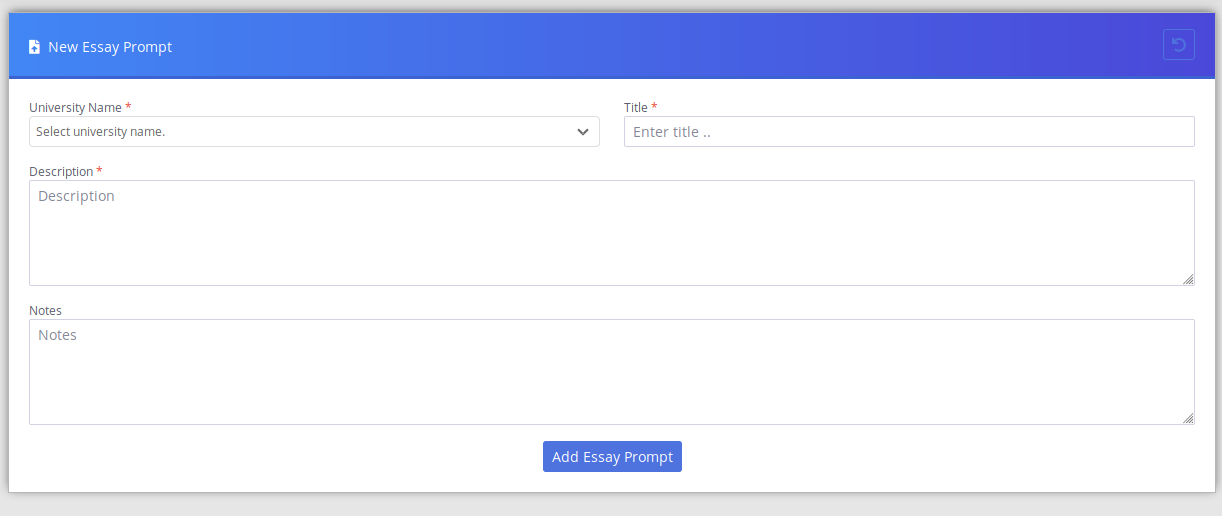 New Essay Prompt
University Name * Title *
Select university name. Enter title ..
Description *
Description
Notes
Notes
Add Essay Prompt